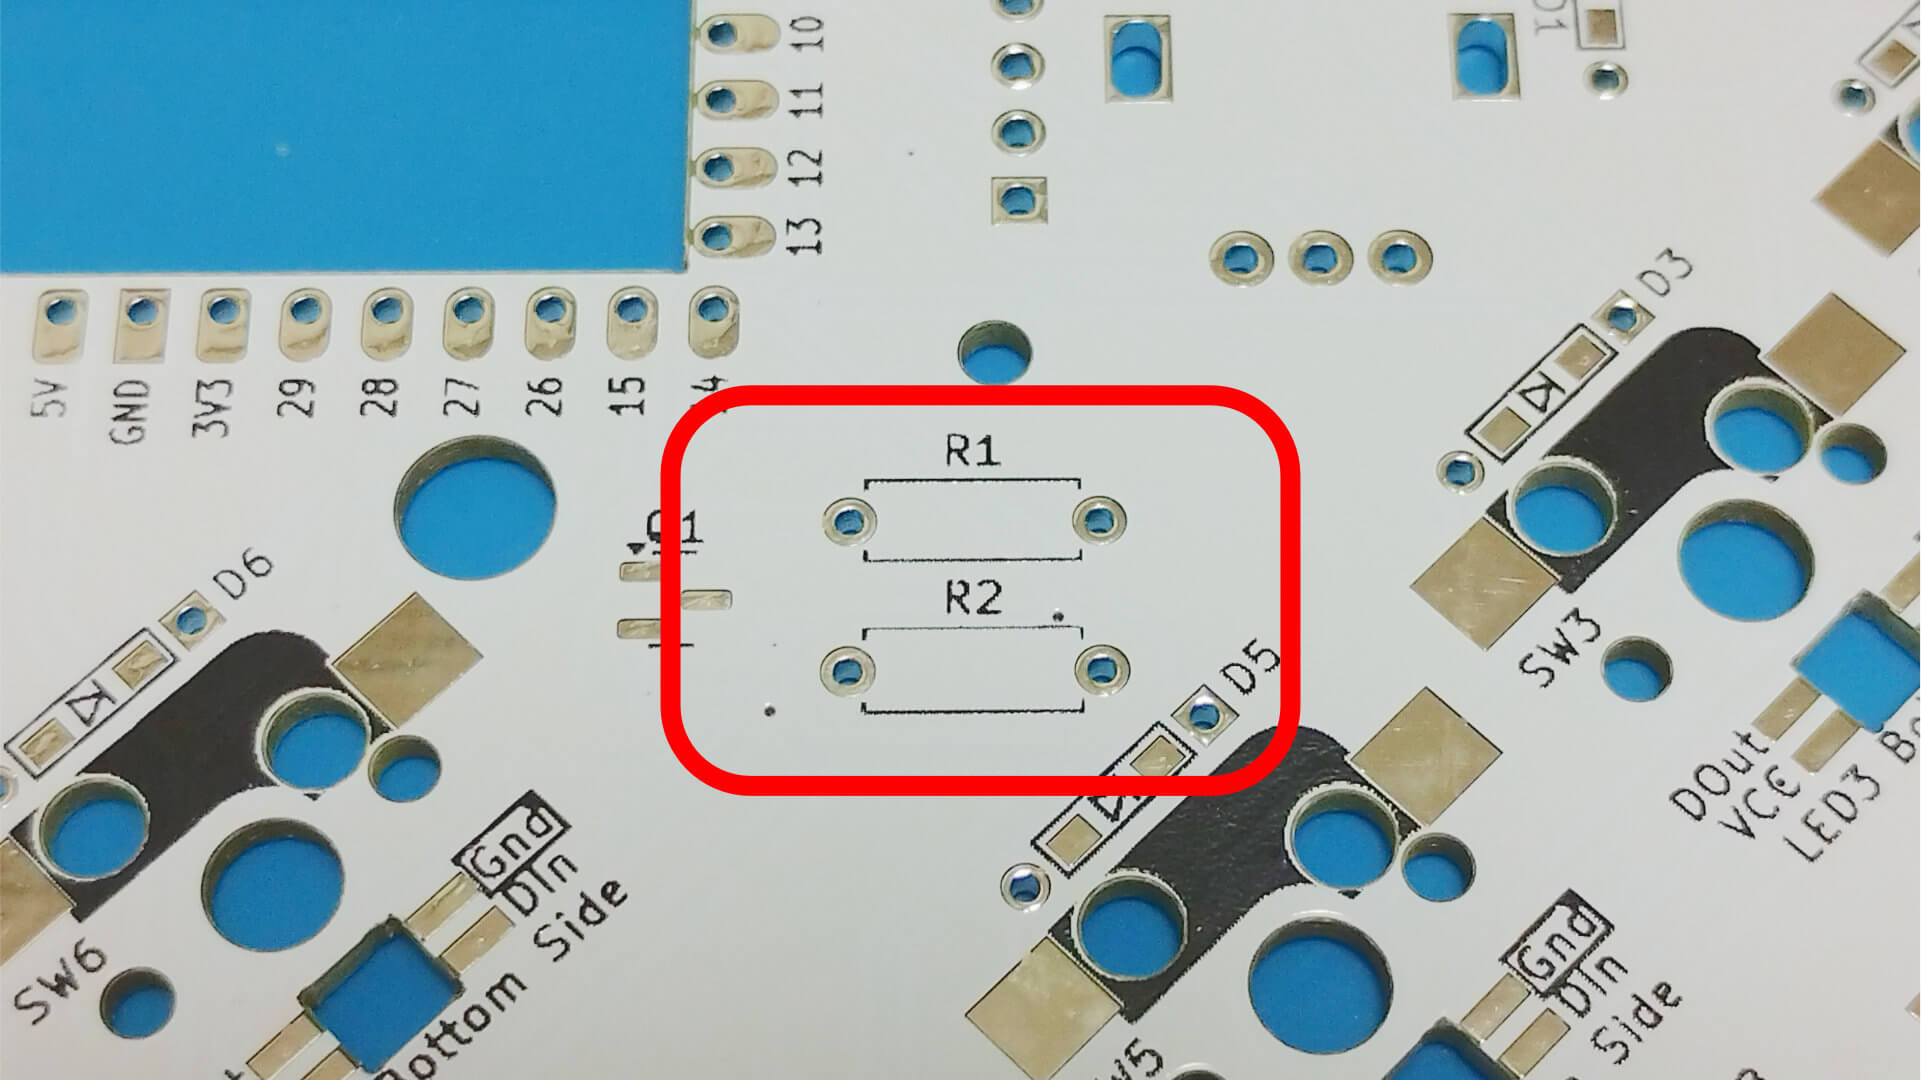 10
11
12
13
D1
5V
GND
3V3
29
28
27
26
15
14
D3
R1
Q1
R2
D6
D5
SW3
DOut
VCC
LED3 Bo
Gnd
DIn
Side
SW6
Bottom Side
Gnd
DIn